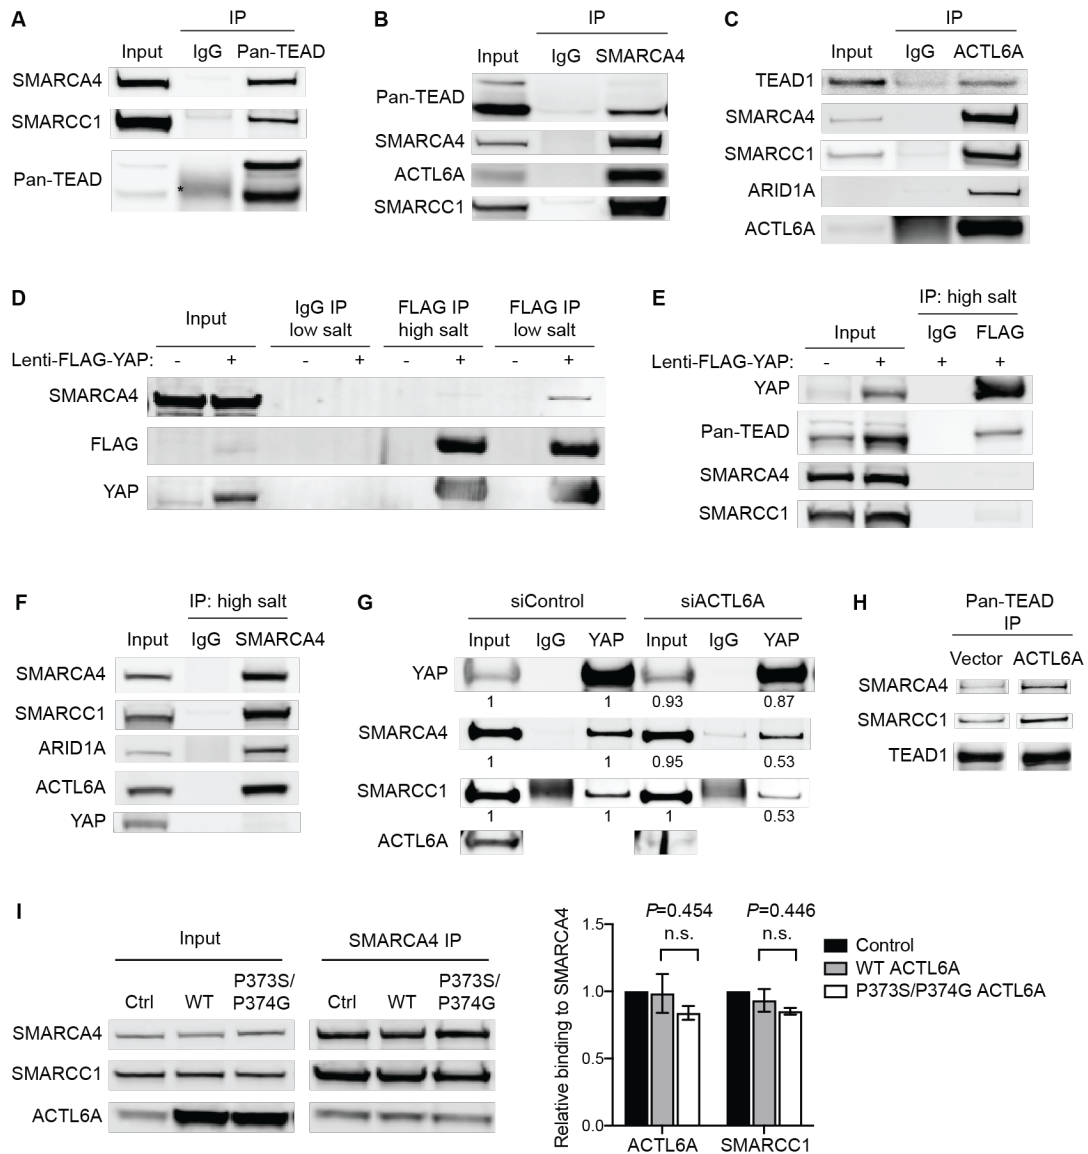 A
IP
Input IgG Pan-TEAD
SMARCA4
SMARCC1
Pan-TEAD
*
B
IP
Input IgG SMARCA4
Pan-TEAD
SMARCA4
ACTL6A
SMARCC1
C
IP
Input IgG ACTL6A
TEAD1
SMARCA4
SMARCC1
ARID1A
ACTL6A
D
Input
IgG IP
low salt
FLAG IP
high salt
FLAG IP
low salt
Lenti-FLAG-YAP: - + - + - + - +
SMARCA4
FLAG
YAP
E
IP: high salt
Input IgG FLAG
Lenti-FLAG-YAP: - + + +
YAP
Pan-TEAD
SMARCA4
SMARCC1
F
IP: high salt
Input IgG SMARCA4
SMARCA4
SMARCC1
ARID1A
ACTL6A
YAP
G
siControl siACTL6A
Input IgG YAP Input IgG YAP
YAP
1 1 0.93 0.87
SMARCA4
1 1 0.95 0.53
SMARCC1
1 1 1 0.53
ACTL6A
H
Pan-TEAD
IP
Vector ACTL6A
SMARCA4
SMARCC1
TEAD1
I
Input SMARCA4 IP
Ctrl WT P373S/P374G Ctrl WT P373S/P374G
SMARCA4
SMARCC1
ACTL6A
Relative binding to SMARCA4
1.5
1.0
0.5
0.0
P=0.454
n.s.
P=0.446
n.s.
ACTL6A SMARCC1
Control
WT ACTL6A
P373S/P374G ACTL6A